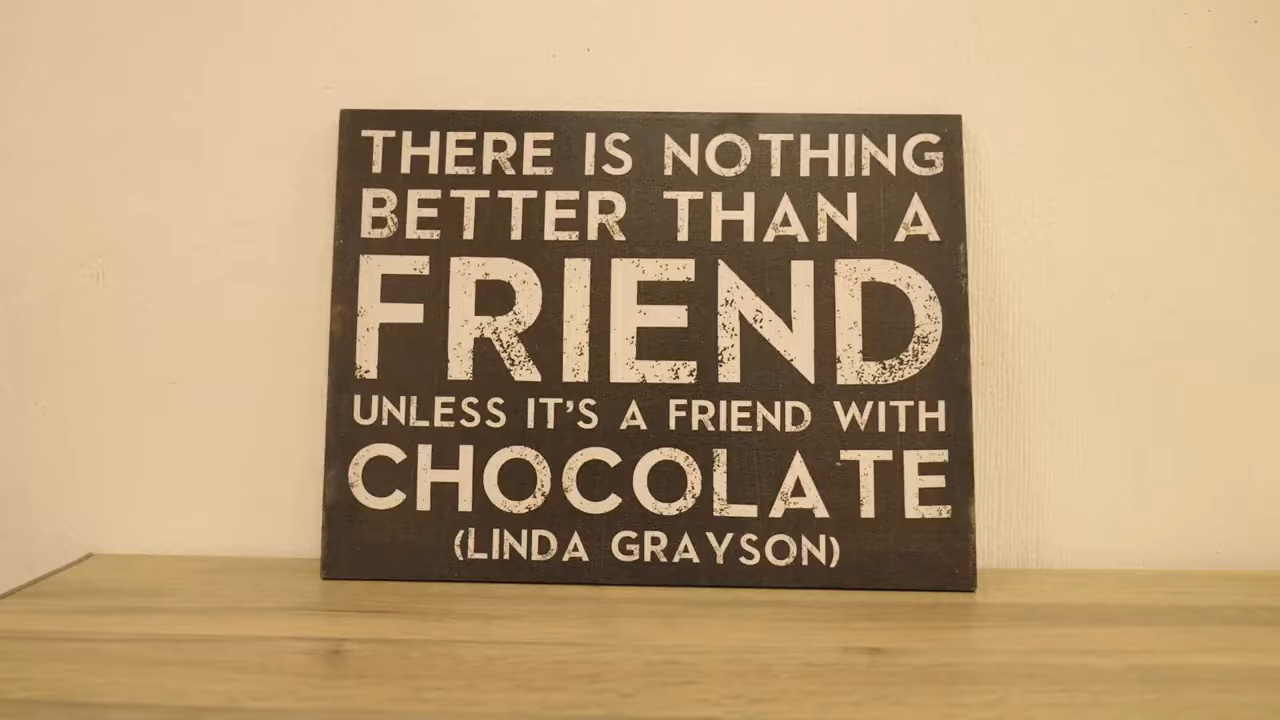 THERE IS NOTHING
BETTER THAN A
FRIEND
UNLESS IT'S A FRIEND WITH
CHOCOLATE
(LINDA GRAYSON)